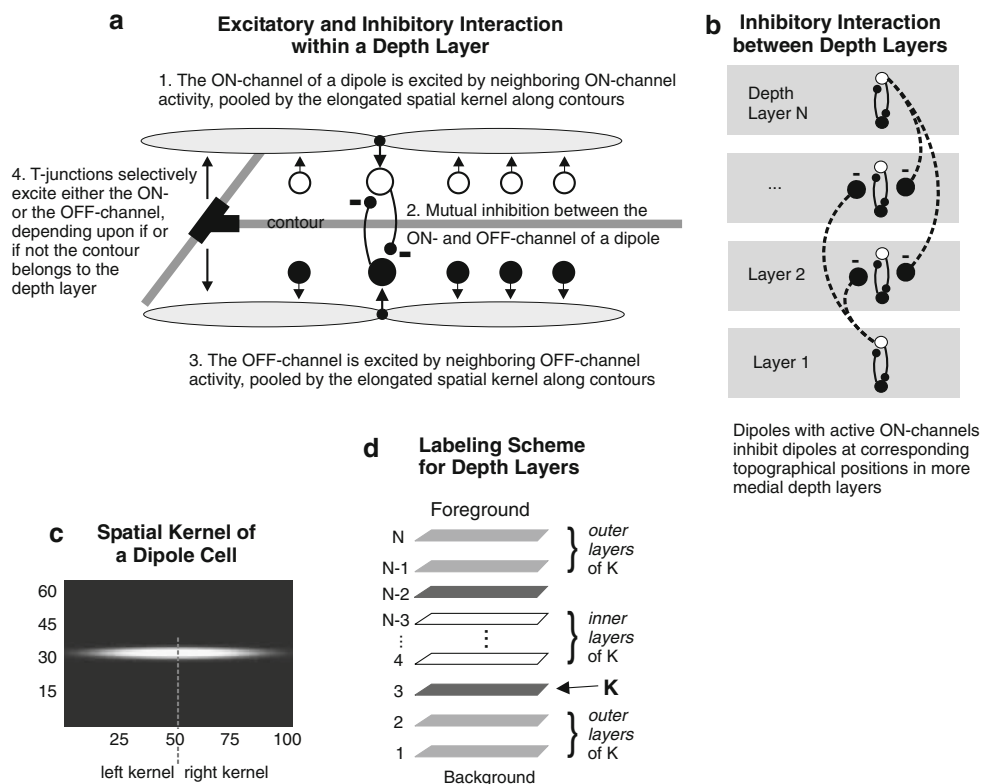 a
Excitatory and Inhibitory Interaction
within a Depth Layer
1. The ON-channel of a dipole is excited by neighboring ON-channel
activity, pooled by the elongated spatial kernel along contours
4. T-junctions selectively
excite either the ON-
or the OFF-channel,
depending upon if or
if not the contour
belongs to the
depth layer
contour
-
2. Mutual inhibition between the
ON- and OFF-channel of a dipole
-
3. The OFF-channel is excited by neighboring OFF-channel
activity, pooled by the elongated spatial kernel along contours
b
Inhibitory Interaction
between Depth Layers
Depth
Layer N
...
-
-
Layer 2
-
-
Layer 1
Dipoles with active ON-channels
inhibit dipoles at corresponding
topographical positions in more
medial depth layers
c
Spatial Kernel of
a Dipole Cell
60
45
30
15
25 50 75 100
left kernel right kernel
d
Labeling Scheme
for Depth Layers
Foreground
N
N-1
outer
layers
of K
N-2
N-3
...
4
...
inner
layers
of K
3
K
2
1
outer
layers
of K
Background